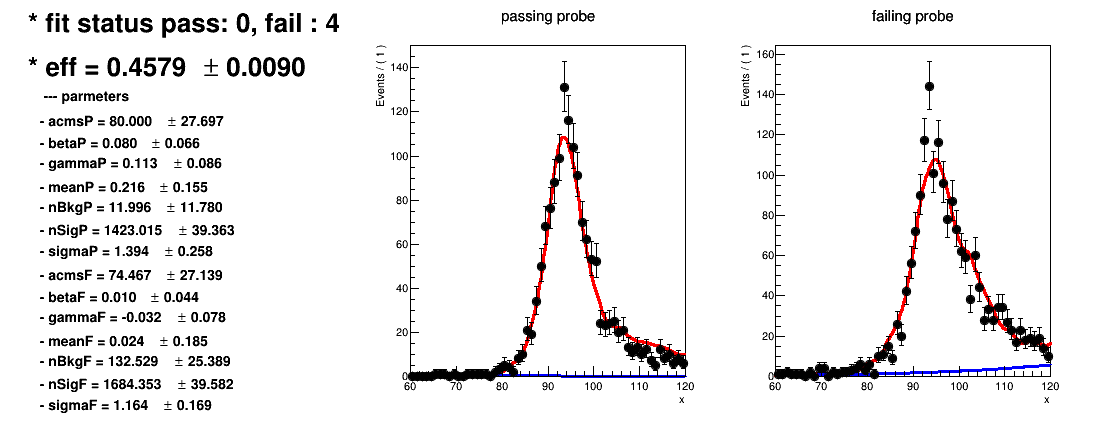 * fit status pass: 0, fail : 4
* eff = 0.4579 ± 0.0090
--- parmeters
- acmsP = 80.000 ± 27.697
- betaP = 0.080 ± 0.066
- gammaP = 0.113 ± 0.086
- meanP = 0.216 ± 0.155
- nBkgP = 11.996 ± 11.780
- nSigP = 1423.015 ± 39.363
- sigmaP = 1.394 ± 0.258
- acmsF = 74.467 ± 27.139
- betaF = 0.010 ± 0.044
- gammaF = -0.032 ± 0.078
- meanF = 0.024 ± 0.185
- nBkgF = 132.529 ± 25.389
- nSigF = 1684.353 ± 39.582
- sigmaF = 1.164 ± 0.169
passing probe
Events / ( 1 )
140
120
100
80
60
40
20
0
60 70 80 90 100 110 120
x
failing probe
Events / ( 1 )
160
140
120
100
80
60
40
20
0
60 70 80 90 100 110 120
x